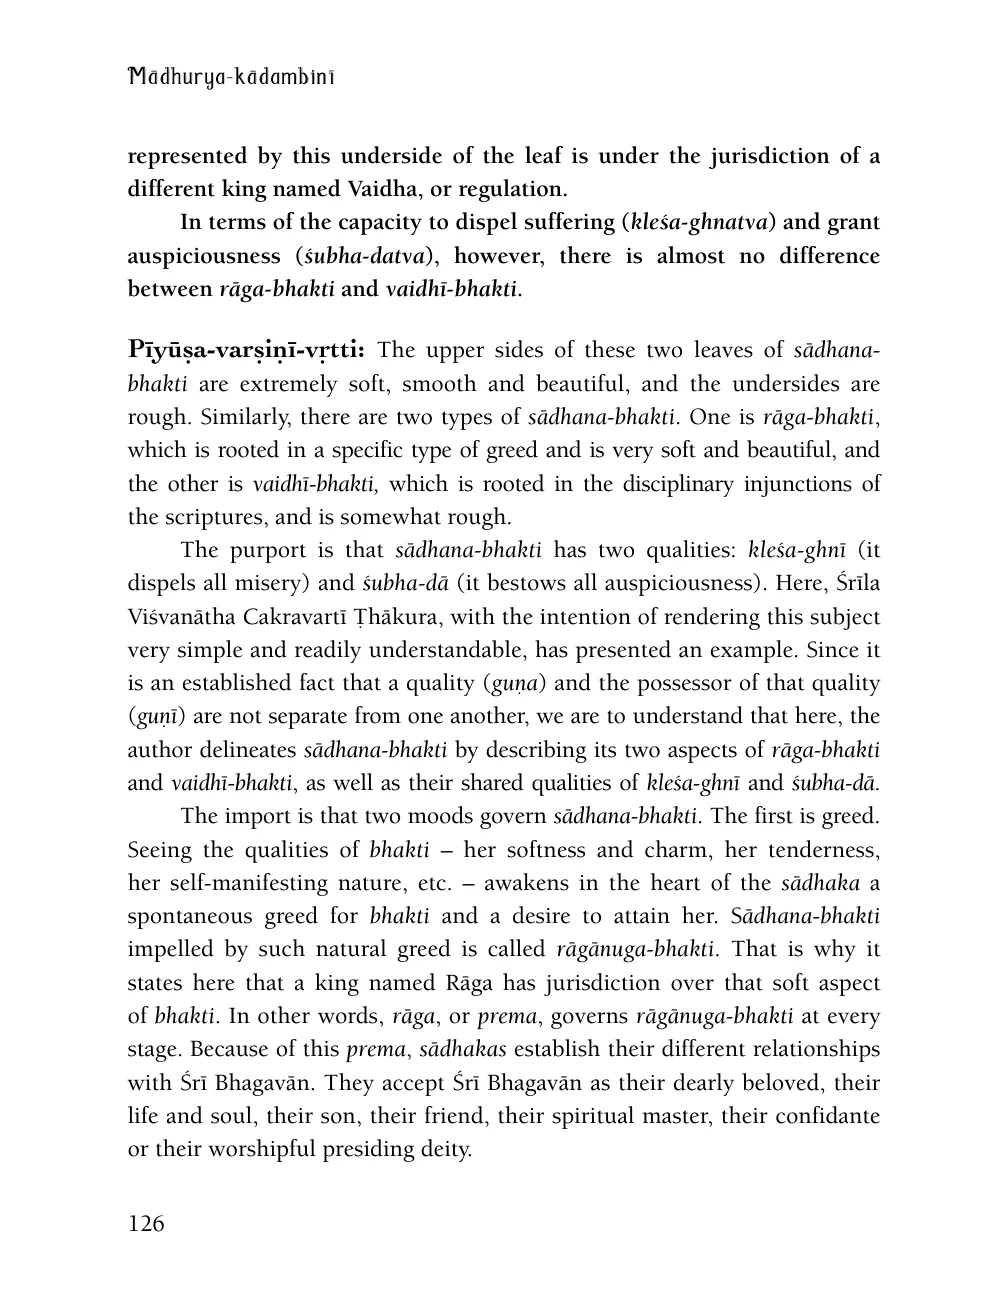 Mādhurya-kādambinī
represented by this underside of the leaf is under the jurisdiction of a
different king named Vaidha, or regulation.
In terms of the capacity to dispel suffering (kleśa-ghnatva) and grant
auspiciousness (śubha-datva), however, there is almost no difference
between rāga-bhakti and vaidhī-bhakti.
Pīyūṣa-varṣiṇī-vṛtti: The upper sides of these two leaves of sādhana-
bhakti are extremely soft, smooth and beautiful, and the undersides are
rough. Similarly, there are two types of sādhana-bhakti. One is rāga-bhakti,
which is rooted in a specific type of greed and is very soft and beautiful, and
the other is vaidhī-bhakti, which is rooted in the disciplinary injunctions of
the scriptures, and is somewhat rough.
The purport is that sādhana-bhakti has two qualities: kleśa-ghnī (it
dispels all misery) and śubha-dā (it bestows all auspiciousness). Here, Śrīla
Viśvanātha Cakravartī Ṭhākura, with the intention of rendering this subject
very simple and readily understandable, has presented an example. Since it
is an established fact that a quality (guṇa) and the possessor of that quality
(guṇī) are not separate from one another, we are to understand that here, the
author delineates sādhana-bhakti by describing its two aspects of rāga-bhakti
and vaidhī-bhakti, as well as their shared qualities of kleśa-ghnī and śubha-dā.
The import is that two moods govern sādhana-bhakti. The first is greed.
Seeing the qualities of bhakti – her softness and charm, her tenderness,
her self-manifesting nature, etc. – awakens in the heart of the sādhaka a
spontaneous greed for bhakti and a desire to attain her. Sādhana-bhakti
impelled by such natural greed is called rāgānuga-bhakti. That is why it
states here that a king named Rāga has jurisdiction over that soft aspect
of bhakti. In other words, rāga, or prema, governs rāgānuga-bhakti at every
stage. Because of this prema, sādhakas establish their different relationships
with Śrī Bhagavān. They accept Śrī Bhagavān as their dearly beloved, their
life and soul, their son, their friend, their spiritual master, their confidante
or their worshipful presiding deity.
126